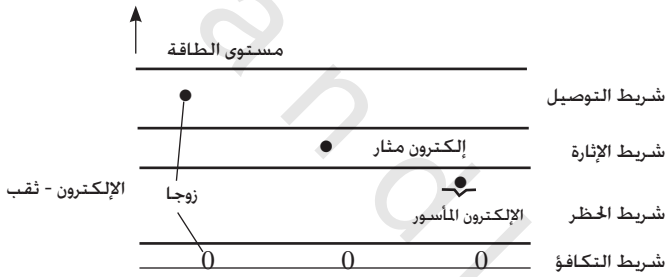 مستوى الطاقة
شريط التوصيل
إلكترون مثار
شريط الإثارة
زوجا
الإلكترون - ثقب
الإلكترون المأسور
شريط الحظر
0 0 0
شريط التكافؤ